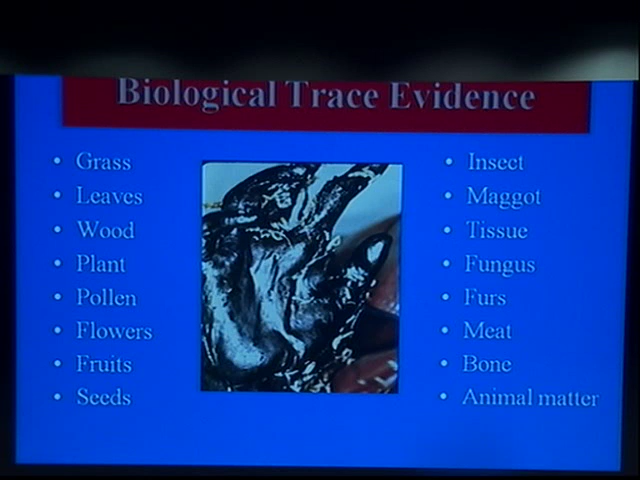 Biological Trace Evidence
• Grass
• Leaves
• Wood
• Plant
• Pollen
• Flowers
• Fruits
• Seeds
• Insect
• Maggot
• Tissue
• Fungus
• Furs
• Meat
• Bone
• Animal matter